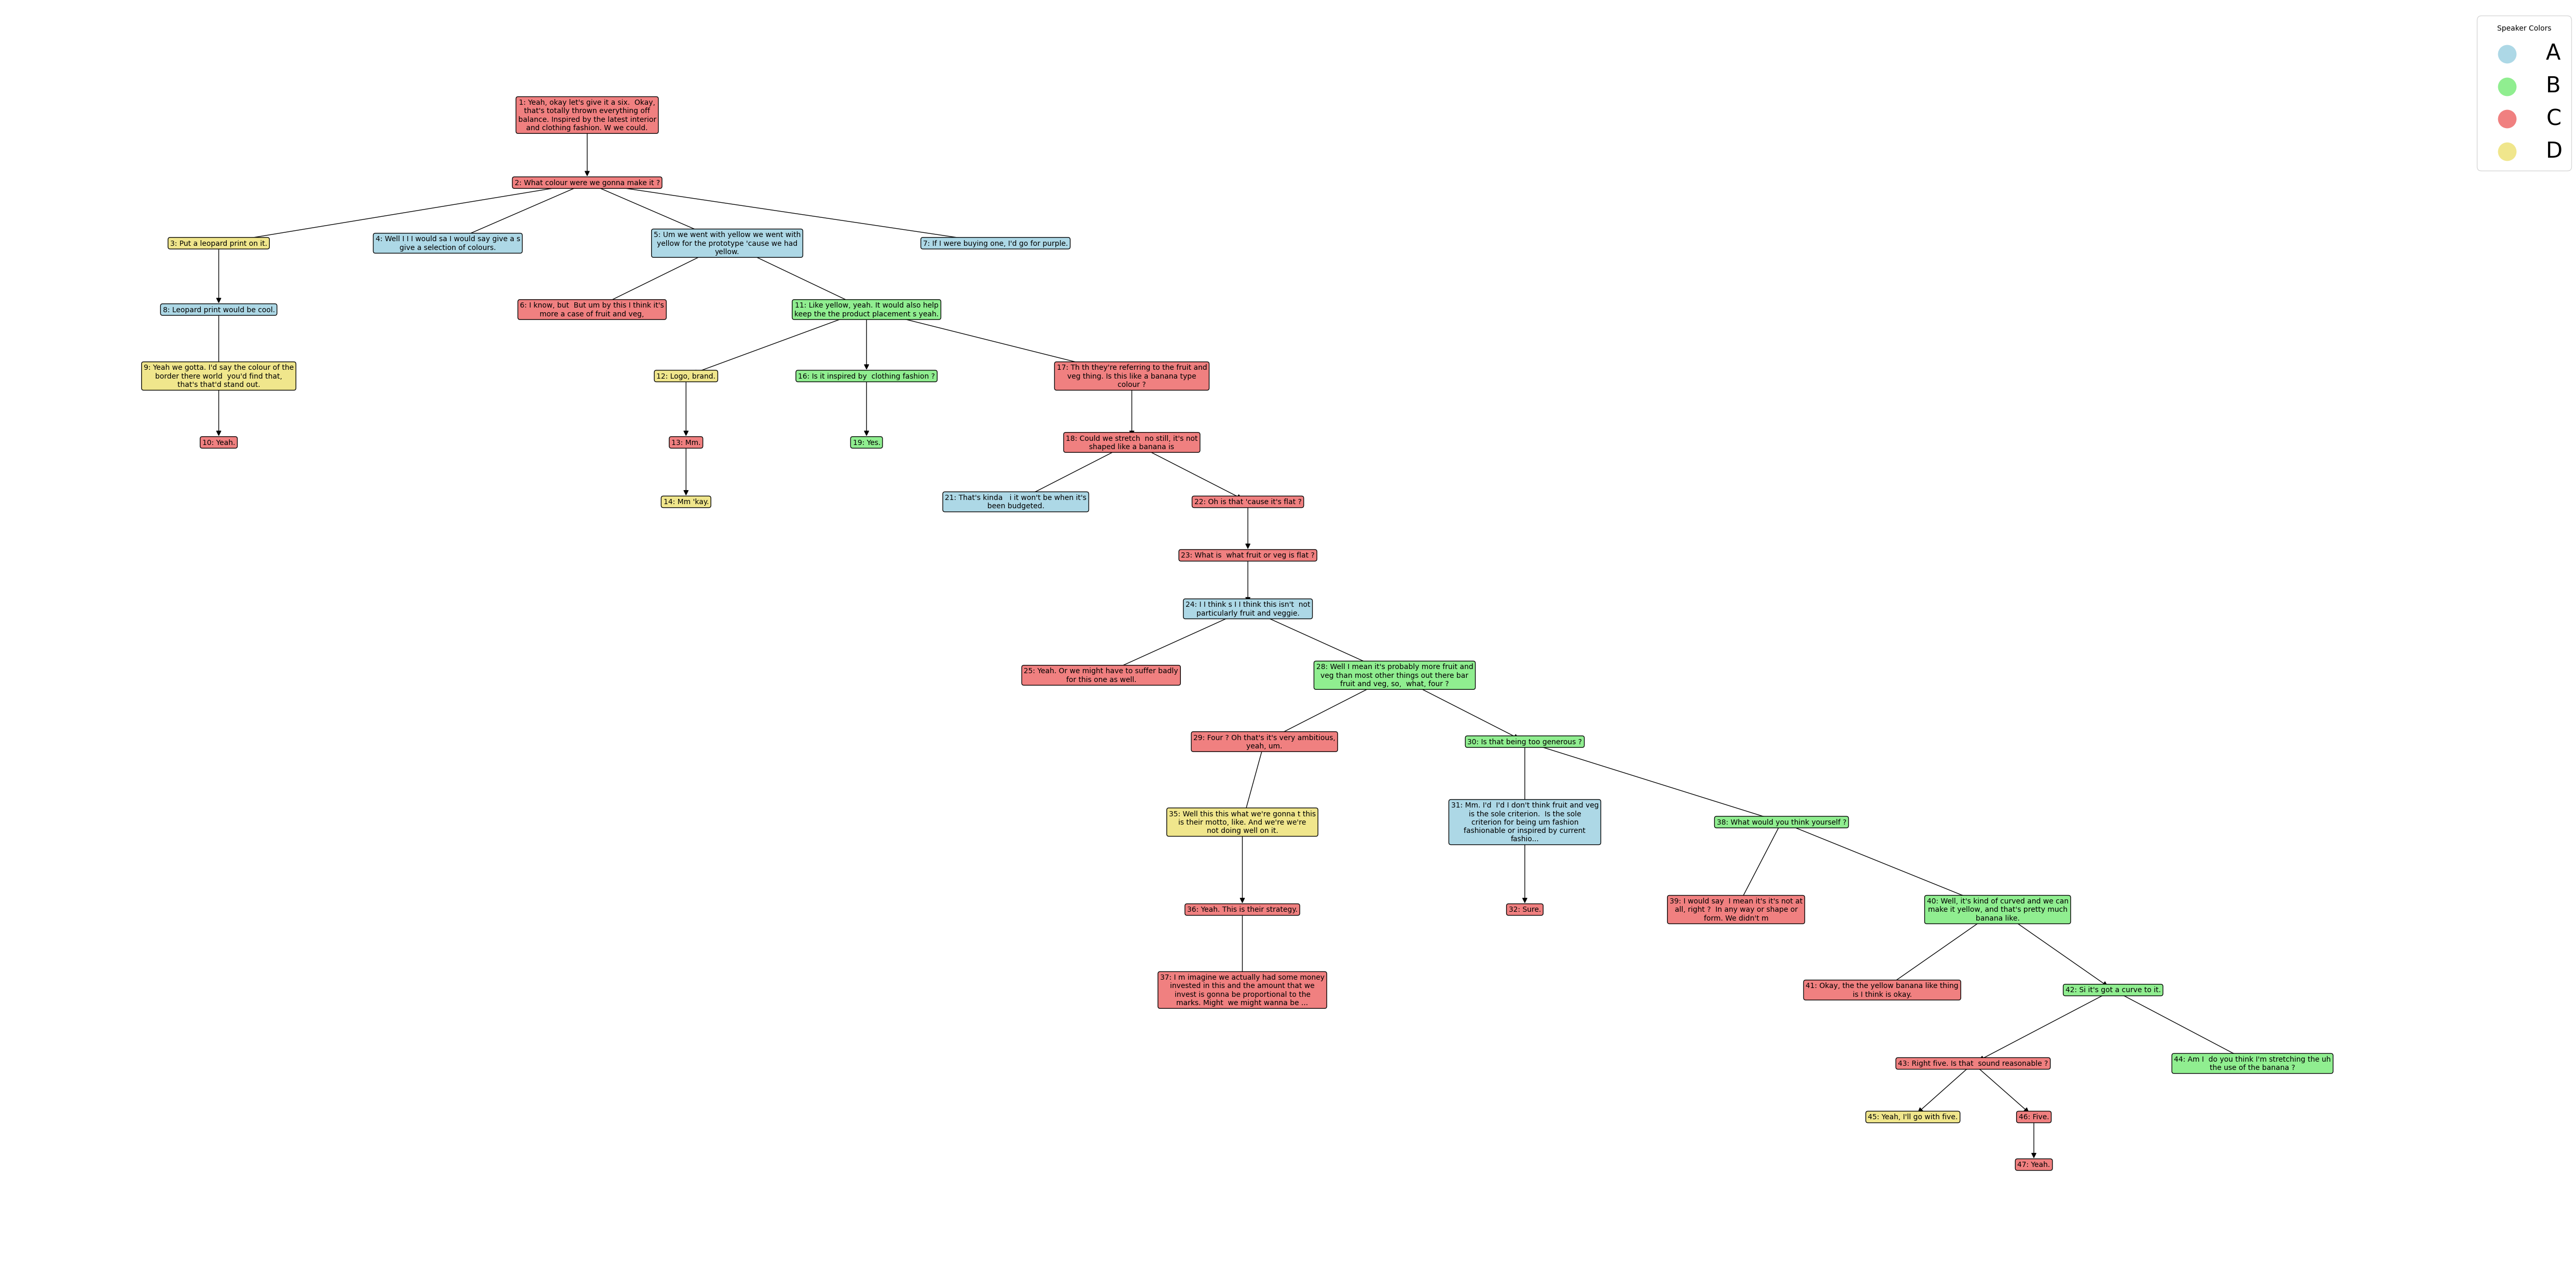 Speaker Colors
A
B
C
D
1: Yeah, okay let's give it a six.  Okay,
that's totally thrown everything off
balance. Inspired by the latest interior
and clothing fashion. W we could.
2: What colour were we gonna make it ?
3: Put a leopard print on it.
4: Well I I I would sa I would say give a s
give a selection of colours.
5: Um we went with yellow we went with
yellow for the prototype 'cause we had
yellow.
7: If I were buying one, I'd go for purple.
8: Leopard print would be cool.
6: I know, but  But um by this I think it's
more a case of fruit and veg,
11: Like yellow, yeah. It would also help
keep the the product placement s yeah.
9: Yeah we gotta. I'd say the colour of the
border there world  you'd find that,
that's that'd stand out.
12: Logo, brand.
16: Is it inspired by  clothing fashion ?
17: Th th they're referring to the fruit and
veg thing. Is this like a banana type
colour ?
10: Yeah.
13: Mm.
19: Yes.
18: Could we stretch  no still, it's not
shaped like a banana is
14: Mm 'kay.
21: That's kinda   i it won't be when it's
been budgeted.
22: Oh is that 'cause it's flat ?
23: What is  what fruit or veg is flat ?
24: I I think s I I think this isn't  not
particularly fruit and veggie.
25: Yeah. Or we might have to suffer badly
for this one as well.
28: Well I mean it's probably more fruit and
veg than most other things out there bar
fruit and veg, so,  what, four ?
29: Four ? Oh that's it's very ambitious,
yeah, um.
30: Is that being too generous ?
35: Well this this what we're gonna t this
is their motto, like. And we're we're
not doing well on it.
31: Mm. I'd  I'd I don't think fruit and veg
is the sole criterion.  Is the sole
criterion for being um fashion
fashionable or inspired by current
fashio...
38: What would you think yourself ?
36: Yeah. This is their strategy.
32: Sure.
39: I would say  I mean it's it's not at
all, right ?  In any way or shape or
form. We didn't m
40: Well, it's kind of curved and we can
make it yellow, and that's pretty much
banana like.
37: I m imagine we actually had some money
invested in this and the amount that we
invest is gonna be proportional to the
marks. Might  we might wanna be ...
41: Okay, the the yellow banana like thing
is I think is okay.
42: Si it's got a curve to it.
43: Right five. Is that  sound reasonable ?
44: Am I  do you think I'm stretching the uh
the use of the banana ?
45: Yeah, I'll go with five.
46: Five.
47: Yeah.